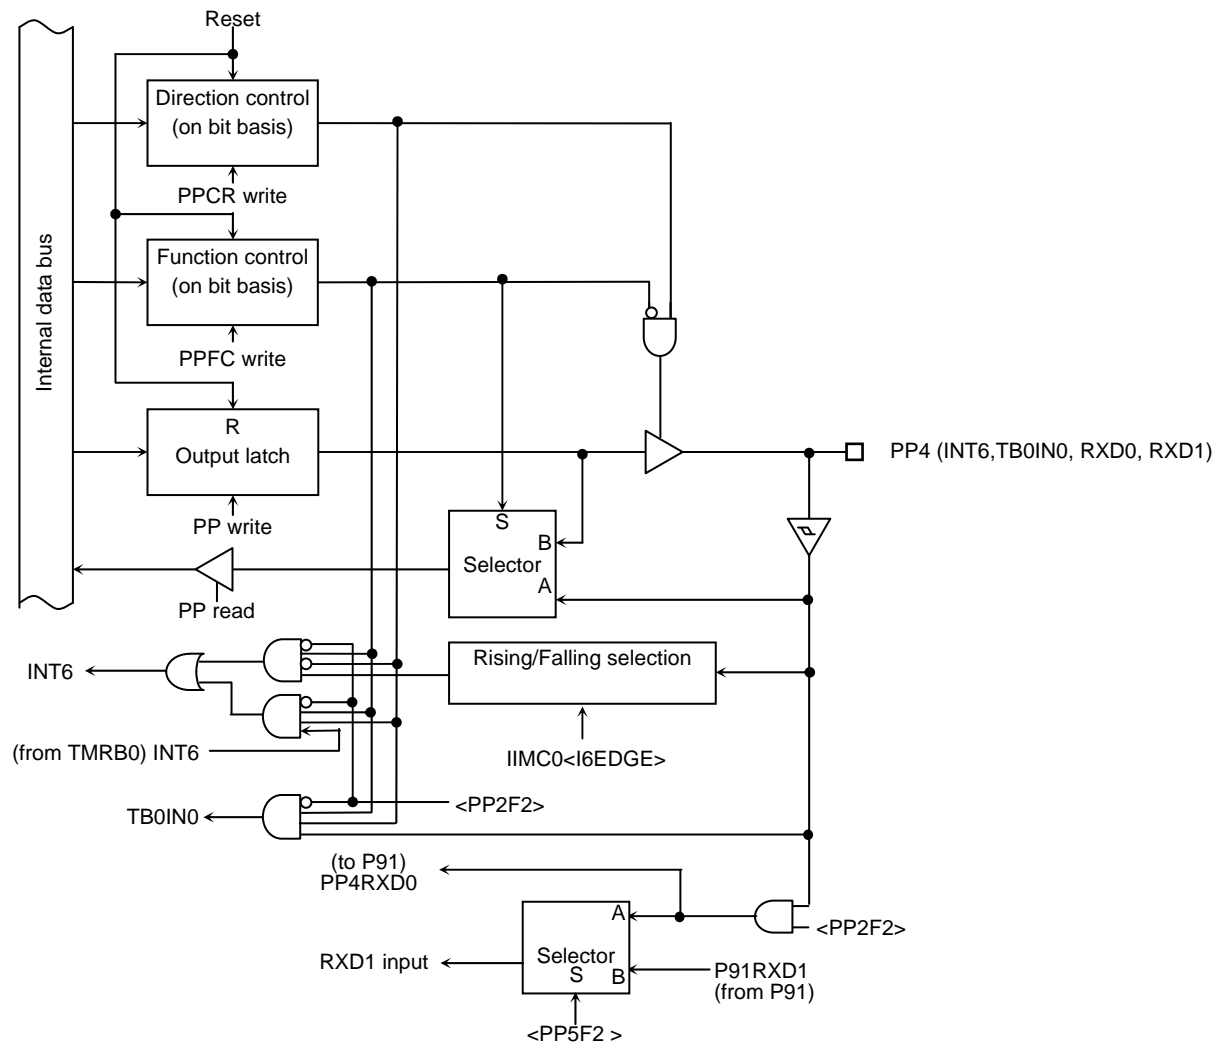 Reset
Direction control
(on bit basis)
PPCR write
Internal data bus
Function control
(on bit basis)
PPFC write
R
Output latch
PP write
PP4 (INT6,TB0IN0, RXD0, RXD1)
S
B
Selector
A
PP read
INT6
Rising/Falling selection
(from TMRB0) INT6
IIMC0<I6EDGE>
TB0IN0
<PP2F2>
(to P91)
PP4RXD0
A
<PP2F2>
RXD1 input
Selector
S
B
P91RXD1
(from P91)
<PP5F2 >